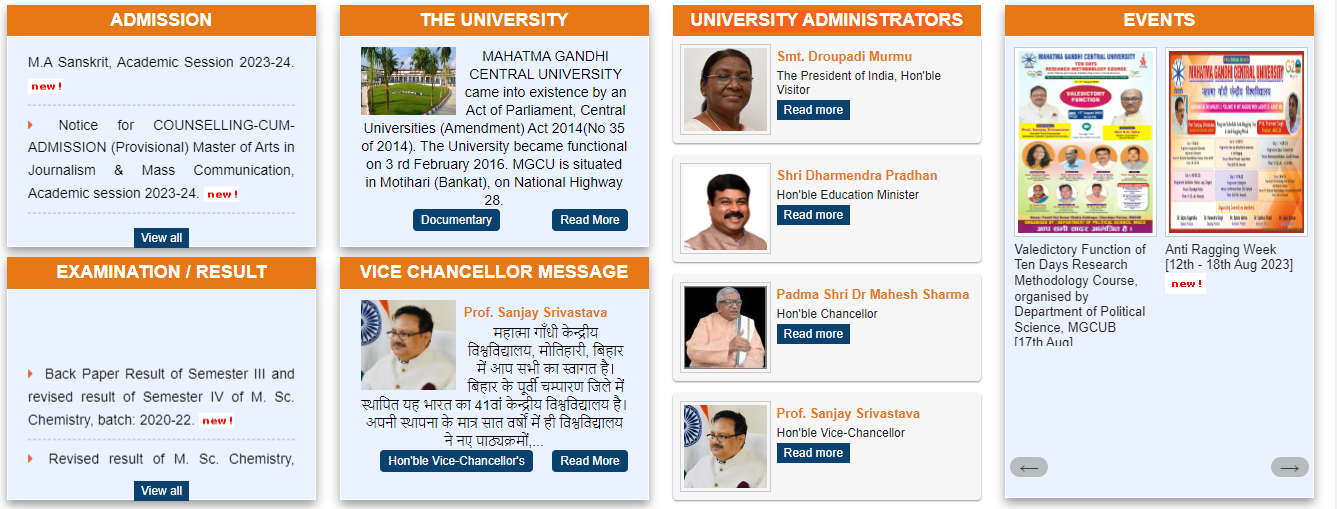 ADMISSION
M.A Sanskrit, Academic Session 2023-24.
new !
Notice for COUNSELLING-CUM-
ADMISSION (Provisional) Master of Arts in
Journalism & Mass Communication,
Academic session 2023-24. new !
View all
THE UNIVERSITY
MAHATMA GANDHI
CENTRAL UNIVERSITY
came into existence by an
Act of Parliament, Central
Universities (Amendment) Act 2014(No 35
of 2014). The University became functional
on 3 rd February 2016. MGCU is situated
in Motihari (Bankat), on National Highway
28.
Documentary Read More
EXAMINATION / RESULT
Back Paper Result of Semester III and
revised result of Semester IV of M. Sc.
Chemistry, batch: 2020-22. new !
Revised result of M. Sc. Chemistry,
View all
VICE CHANCELLOR MESSAGE
Prof. Sanjay Srivastava
महात्मा गाँधी केन्द्रीय
विश्वविद्यालय, मोतिहारी, बिहार
में आप सभी का स्वागत है।
बिहार के पूर्वी चम्पारण जिले में
स्थापित यह भारत का 41वां केन्द्रीय विश्वविद्यालय है।
अपनी स्थापना के मात्र सात वर्षों में ही विश्वविद्यालय
ने नए पाठ्यक्रमों,...
Hon'ble Vice-Chancellor's Read More
UNIVERSITY ADMINISTRATORS
Smt. Droupadi Murmu
The President of India, Hon'ble
Visitor
Read more
Shri Dharmendra Pradhan
Hon'ble Education Minister
Read more
Padma Shri Dr Mahesh Sharma
Hon'ble Chancellor
Read more
Prof. Sanjay Srivastava
Hon'ble Vice-Chancellor
Read more
EVENTS
MAHATMA GANDHI CENTRAL UNIVERSITY
TEN DAYS
RESEARCH METHODOLOGY COURSE
VALEDICTORY
FUNCTION
आप सभी सादर आमंत्रित है।
Valedictory Function of
Ten Days Research
Methodology Course,
organised by
Department of Political
Science, MGCUB
[17th Aug]
MAHATMA GANDHI CENTRAL UNIVERSITY
महात्मा गाँधी केंद्रीय विश्वविद्यालय
Anti Ragging Week
[12th - 18th Aug 2023]
new !